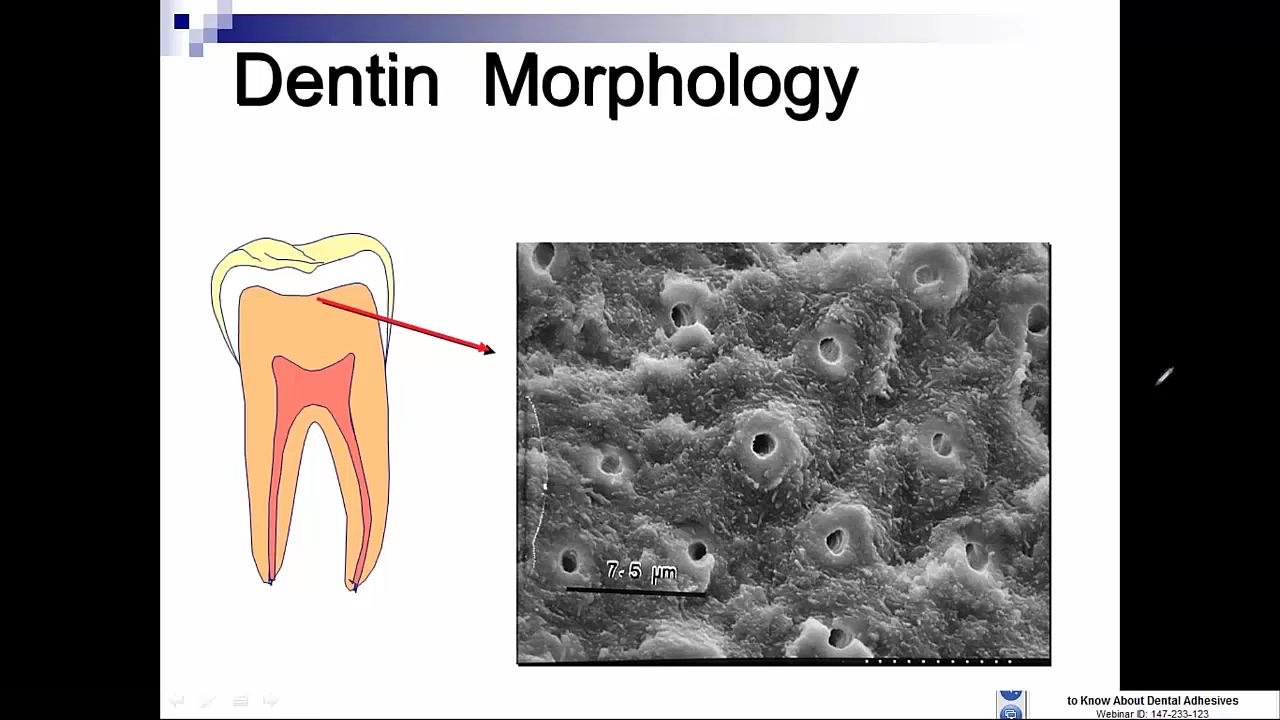 Dentin Morphology
7.5 µm
to Know About Dental Adhesives
Webinar ID: 147-233-123